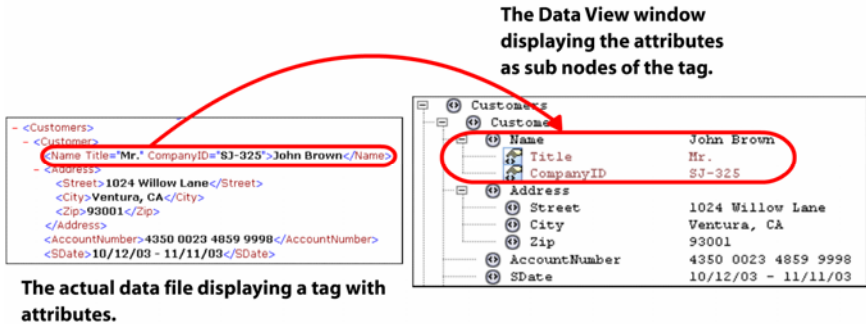 The Data View window
displaying the attributes
as sub nodes of the tag.
- <Customers>
- <Customer>
<Name Title="Mr." CompanyID="SJ-325">John Brown</Name>
- <Address>
<Street>1024 Willow Lane</Street>
<City>Ventura, CA</City>
<Zip>93001</Zip>
</Address>
<AccountNumber>4350 0023 4859 9998</AccountNumber>
<SDate>10/12/03 - 11/11/03</SDate>
The actual data file displaying a tag with
attributes.
Customers
Customer
Name John Brown
Title Mr.
CompanyID SJ-325
Address
Street 1024 Willow Lane
City Ventura, CA
Zip 93001
AccountNumber 4350 0023 4859 9998
SDate 10/12/03 - 11/11/03